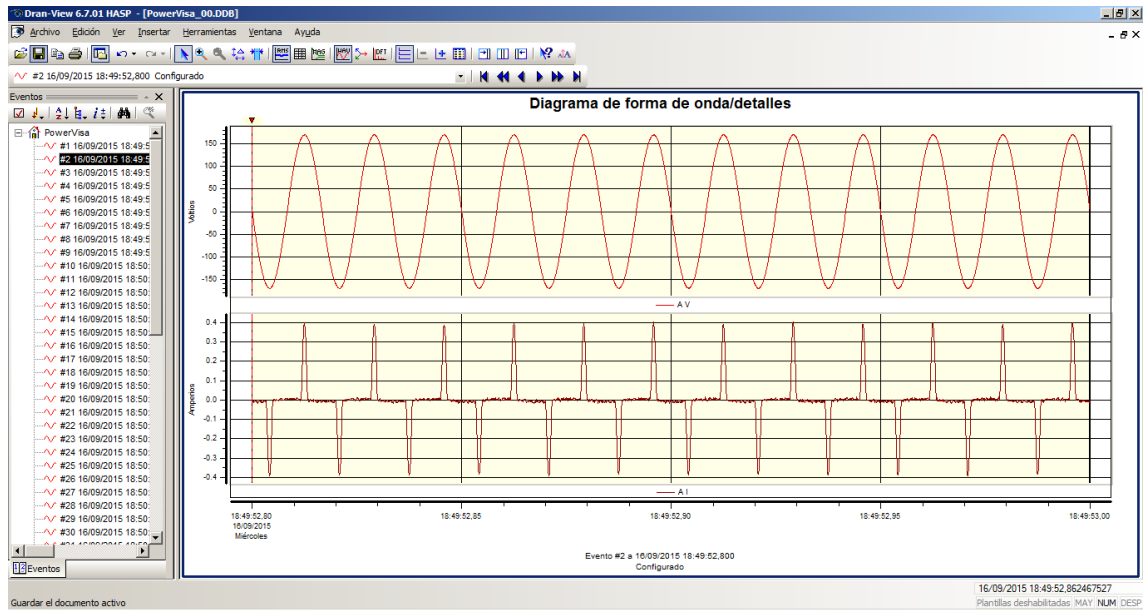 Dran-View 6.7.01 HASP - [PowerVisa_00.DDB]
Archivo Edición Ver Insertar Herramientas Ventana Ayuda
#2 16/09/2015 18:49:52,800 Configurado
Eventos
PowerVisa
#1 16/09/2015 18:49:5
#2 16/09/2015 18:49:5
#3 16/09/2015 18:49:5
#4 16/09/2015 18:49:5
#5 16/09/2015 18:49:5
#6 16/09/2015 18:49:5
#7 16/09/2015 18:49:5
#8 16/09/2015 18:49:5
#9 16/09/2015 18:49:5
#10 16/09/2015 18:50:
#11 16/09/2015 18:50:
#12 16/09/2015 18:50:
#13 16/09/2015 18:50:
#14 16/09/2015 18:50:
#15 16/09/2015 18:50:
#16 16/09/2015 18:50:
#17 16/09/2015 18:50:
#18 16/09/2015 18:50:
#19 16/09/2015 18:50:
#20 16/09/2015 18:50:
#21 16/09/2015 18:50:
#22 16/09/2015 18:50:
#23 16/09/2015 18:50:
#24 16/09/2015 18:50:
#25 16/09/2015 18:50:
#26 16/09/2015 18:50:
#27 16/09/2015 18:50:
#28 16/09/2015 18:50:
#29 16/09/2015 18:50:
#30 16/09/2015 18:50:
Eventos
Diagrama de forma de onda/detalles
Voltios
150
100
50
0
-50
-100
-150
A V
Amperios
0.4
0.3
0.2
0.1
0.0
-0.1
-0.2
-0.3
-0.4
A I
18:49:52,80 18:49:52,85 18:49:52,90 18:49:52,95 18:49:53,00
16/09/2015
Miércoles
Evento #2 a 16/09/2015 18:49:52,800
Configurado
16/09/2015 18:49:52,862467527
Guardar el documento activo
Plantillas deshabilitadas MAY NUM DESP